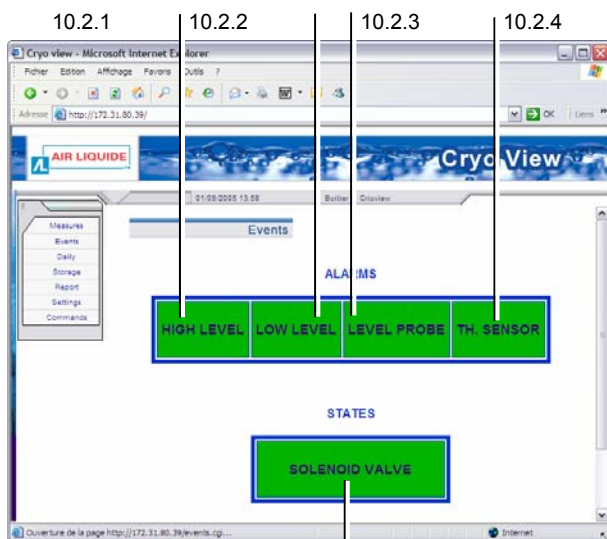 10.2.1 10.2.2 10.2.3 10.2.4
Cryo view - Microsoft Internet Explorer
Fichier Edition Affichage Favoris Outils ?
Adresse http://172.31.80.39/ OK Liens
AIR LIQUIDE
Cryo View
01/09/2005 13:58 Boitier Criaview
Measures
Events
Daily
Storage
Report
Settings
Commands
Events
ALARMS
HIGH LEVEL LOW LEVEL LEVEL PROBE TH. SENSOR
STATES
SOLENOID VALVE
Ouverture de la page http://172.31.80.39/events.cgi... Internet